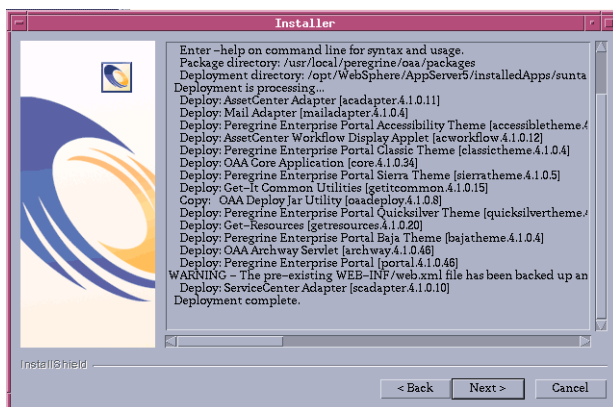 Installer
Enter -help on command line for syntax and usage.
Package directory: /usr/local/peregrine/oaa/packages
Deployment directory: /opt/WebSphere/AppServer5/installedApps/sunta
Deployment is processing...
Deploy: AssetCenter Adapter [acadapter.4.1.0.11]
Deploy: Mail Adapter [mailadapter.4.1.0.4]
Deploy: Peregrine Enterprise Portal Accessibility Theme [accessibletheme.4
Deploy: AssetCenter Workflow Display Applet [acworkflow.4.1.0.12]
Deploy: Peregrine Enterprise Portal Classic Theme [classictheme.4.1.0.4]
Deploy: OAA Core Application [core.4.1.0.34]
Deploy: Peregrine Enterprise Portal Sierra Theme [sierratheme.4.1.0.5]
Deploy: Get-It Common Utilities [getitcommon.4.1.0.15]
Copy: OAA Deploy Jar Utility [oaadeploy.4.1.0.8]
Deploy: Peregrine Enterprise Portal Quicksilver Theme [quicksilvertheme.
Deploy: Get-Resources [getresources.4.1.0.20]
Deploy: Peregrine Enterprise Portal Baja Theme [bajatheme.4.1.0.4]
Deploy: OAA Archway Servlet [archway.4.1.0.46]
Deploy: Peregrine Enterprise Portal [portal.4.1.0.46]
WARNING - The pre-existing WEB-INF/web.xml file has been backed up an
Deploy: ServiceCenter Adapter [scadapter.4.1.0.10]
Deployment complete.
InstallShield
< Back Next > Cancel